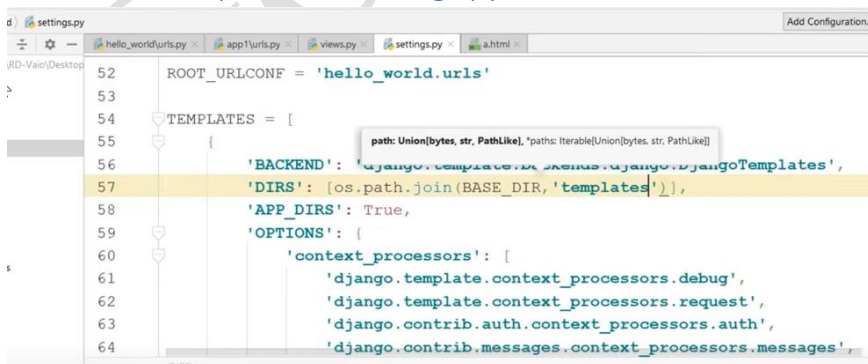 settings.py
Add Configuration.
hello_world\urls.py
app1\urls.py
views.py
settings.py
a.html
\RD-Vaio\Desktop
52 ROOT_URLCONF = 'hello_world.urls'
53
54 TEMPLATES = [
path: Union[bytes, str, PathLike], *paths: Iterable[Union[bytes, str, PathLike]]
55 {
56 'BACKEND': 'django.template.backends.django.DjangoTemplates',
57 'DIRS': [os.path.join(BASE_DIR,'templates')],
58 'APP_DIRS': True,
59 'OPTIONS': {
60 'context_processors': [
61 'django.template.context_processors.debug',
62 'django.template.context_processors.request',
63 'django.contrib.auth.context_processors.auth',
64 'django.contrib.messages.context_processors.messages',